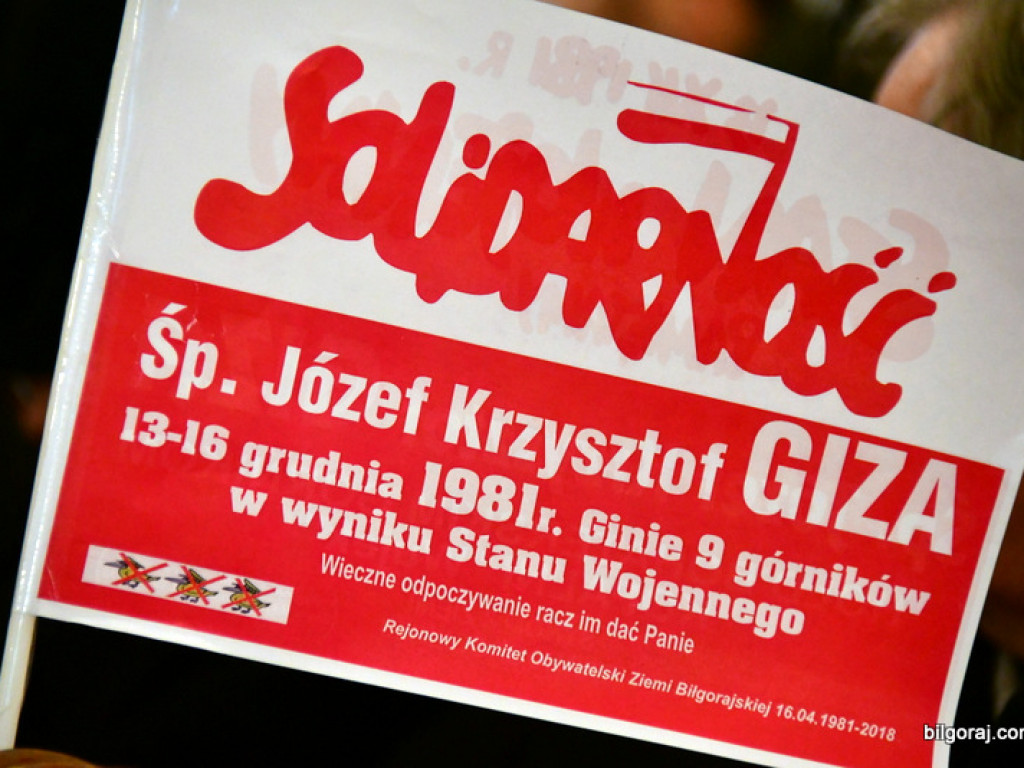 Solidarność
Śp. Józef Krzysztof GIZA
13-16 grudnia 1981r. Ginie 9 górników
w wyniku Stanu Wojennego
Wieczne odpoczywanie racz im dać Panie
Rejonowy Komitet Obywatelski Ziemi Biłgorajskiej 16.04.1981-2018
bilgoraj.com